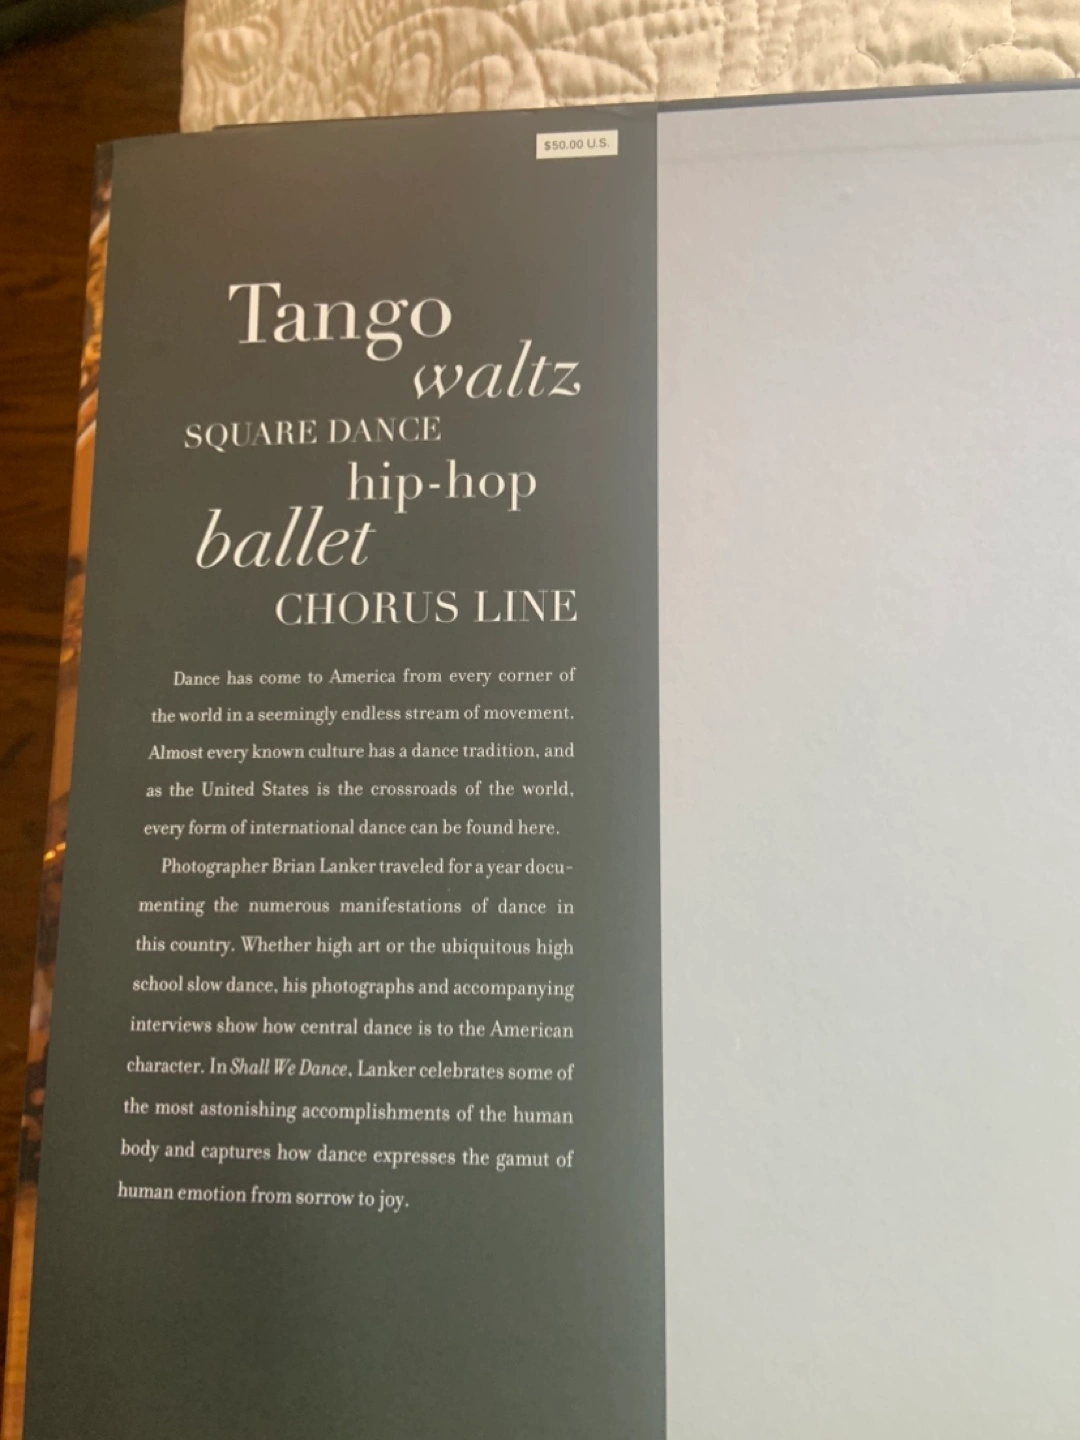 $50.00 U.S.
Tango
waltz
SQUARE DANCE
hip-hop
ballet
CHORUS LINE
Dance has come to America from every corner of
the world in a seemingly endless stream of movement.
Almost every known culture has a dance tradition, and
as the United States is the crossroads of the world,
every form of international dance can be found here.
Photographer Brian Lanker traveled for a year docu-
menting the numerous manifestations of dance in
this country. Whether high art or the ubiquitous high
school slow dance, his photographs and accompanying
interviews show how central dance is to the American
character. In Shall We Dance, Lanker celebrates some of
the most astonishing accomplishments of the human
body and captures how dance expresses the gamut of
human emotion from sorrow to joy.